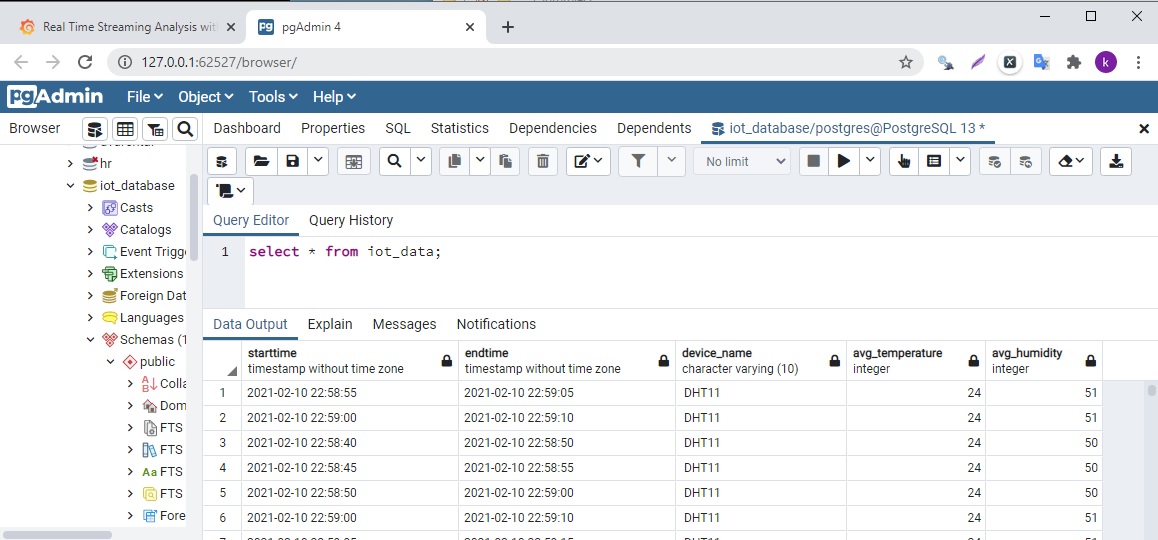 Real Time Streaming Analysis wit
pgAdmin 4
127.0.0.1:62527/browser/
k
pgAdmin File Object Tools Help
Browser Dashboard Properties SQL Statistics Dependencies Dependents iot_database/postgres@PostgreSQL 13 *
hr
No limit
iot_database
Casts
Catalogs
Event Trigge
Extensions
Foreign Dat
Languages
Schemas (1
public
Colla
Dom
FTS
FTS
Aa FTS
FTS
Fore
Query Editor Query History
1 select * from iot_data;
Data Output Explain Messages Notifications
starttime endtime device_name avg_temperature avg_humidity
timestamp without time zone timestamp without time zone character varying (10) integer integer
1 2021-02-10 22:58:55 2021-02-10 22:59:05 DHT11 24 51
2 2021-02-10 22:59:00 2021-02-10 22:59:10 DHT11 24 51
3 2021-02-10 22:58:40 2021-02-10 22:58:50 DHT11 24 50
4 2021-02-10 22:58:45 2021-02-10 22:58:55 DHT11 24 50
5 2021-02-10 22:58:50 2021-02-10 22:59:00 DHT11 24 50
6 2021-02-10 22:59:00 2021-02-10 22:59:10 DHT11 24 51